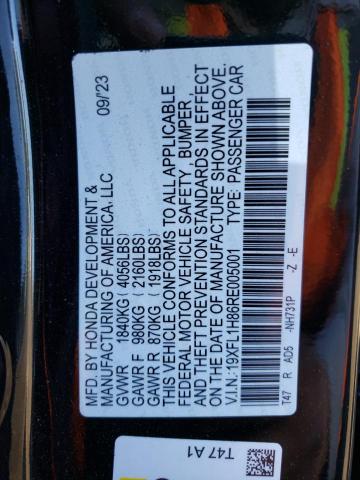 MFD. BY HONDA DEVELOPMENT &
MANUFACTURING OF AMERICA, LLC 09/'23
GVWR 1840KG (4056LBS)
GAWR F 980KG (2160LBS)
GAWR R 870KG (1918LBS)
THIS VEHICLE CONFORMS TO ALL APPLICABLE
FEDERAL MOTOR VEHICLE SAFETY, BUMPER,
AND THEFT PREVENTION STANDARDS IN EFFECT
ON THE DATE OF MANUFACTURE SHOWN ABOVE.
V.I.N.: 19XFL1H86RE005001 TYPE: PASSENGER CAR
T47 R AD5 -NH731P -Z -E
T47 A1